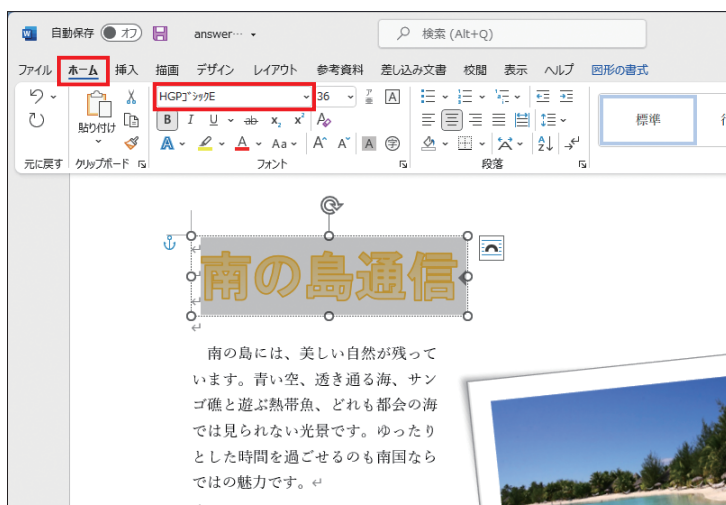 自動保存 オフ answer…
検索 (Alt+Q)
ファイル ホーム 挿入 描画 デザイン レイアウト 参考資料 差し込み文書 校閲 表示 ヘルプ 図形の書式
HGPゴシックE 36
貼り付け
B I U ab x₂ x²
A A Aa A A A 字
標準
元に戻す クリップボード フォント 段落
南の島通信
南の島には、美しい自然が残って
います。青い空、透き通る海、サン
ゴ礁と遊ぶ熱帯魚、どれも都会の海
では見られない光景です。ゆったり
とした時間を過ごせるのも南国なら
ではの魅力です。